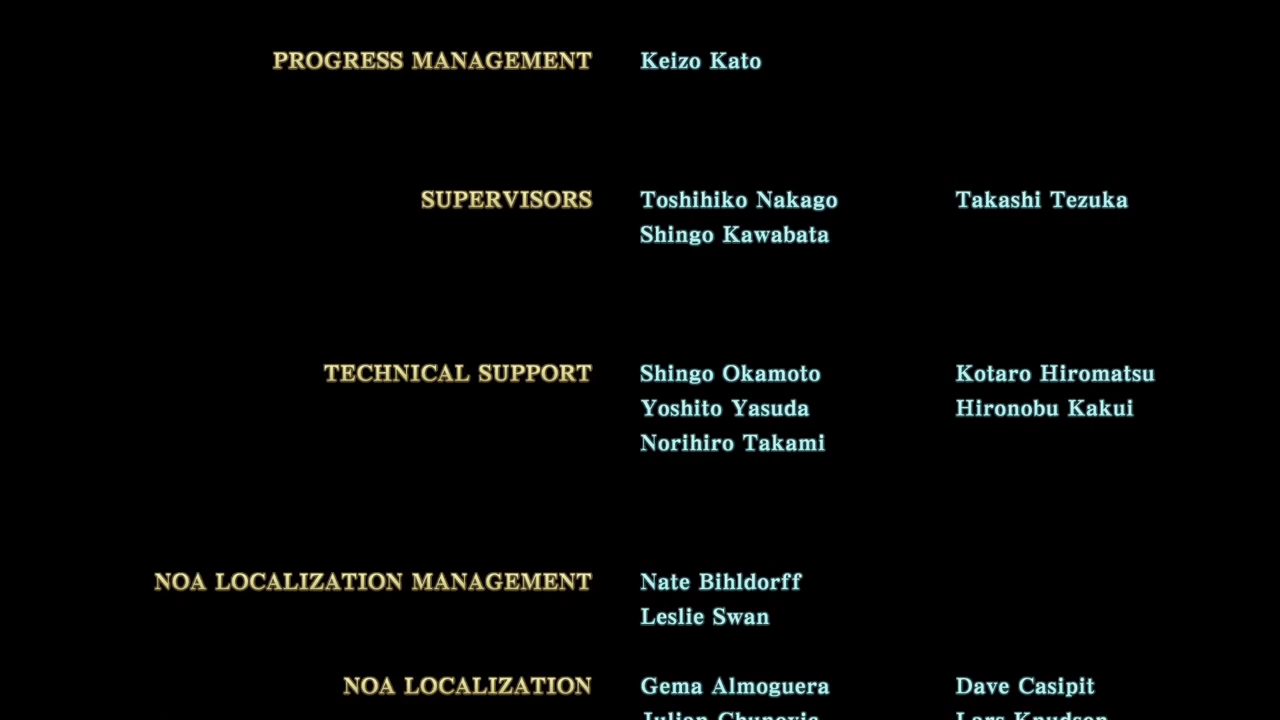 PROGRESS MANAGEMENT Keizo Kato
SUPERVISORS Toshihiko Nakago Takashi Tezuka
Shingo Kawabata
TECHNICAL SUPPORT Shingo Okamoto Kotaro Hiromatsu
Yoshito Yasuda Hironobu Kakui
Norihiro Takami
NOA LOCALIZATION MANAGEMENT Nate Bihldorff
Leslie Swan
NOA LOCALIZATION Gema Almoguera Dave Casipit